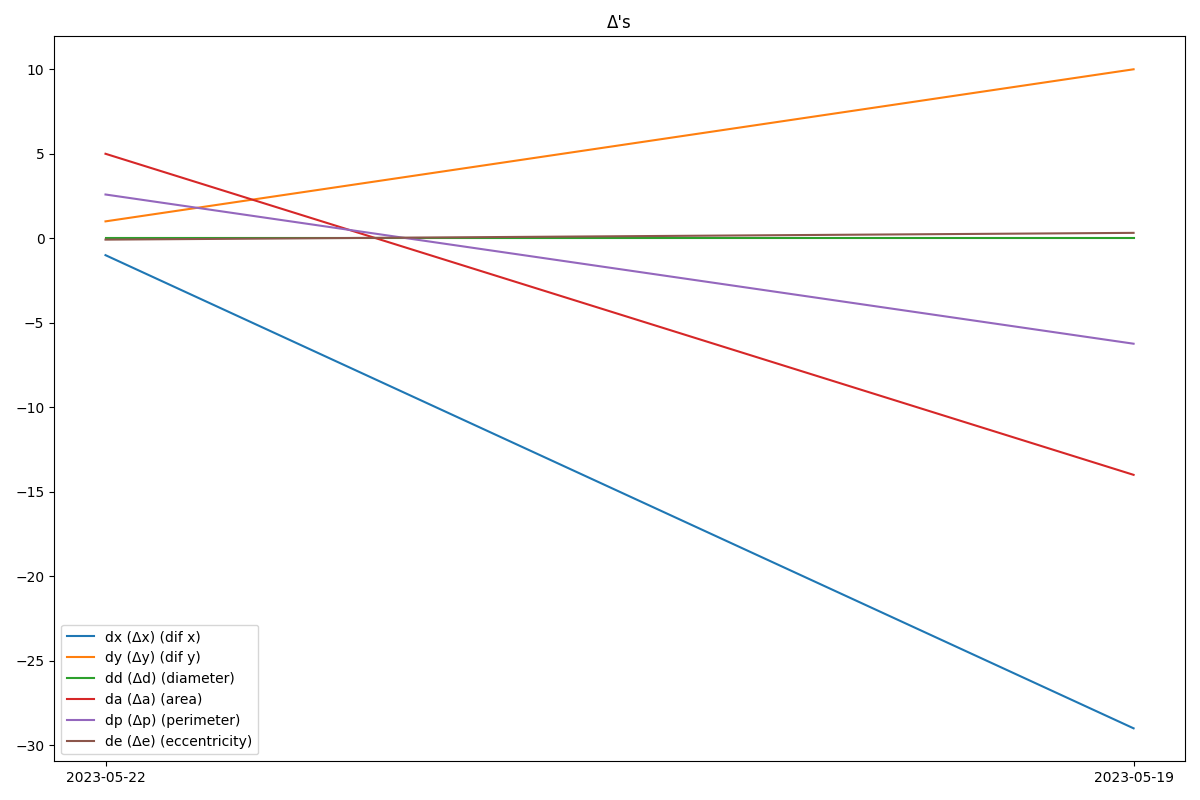 Δ's
10
5
0
−5
−10
−15
−20
−25
−30
dx (Δx) (dif x)
dy (Δy) (dif y)
dd (Δd) (diameter)
da (Δa) (area)
dp (Δp) (perimeter)
de (Δe) (eccentricity)
2023-05-22 2023-05-19